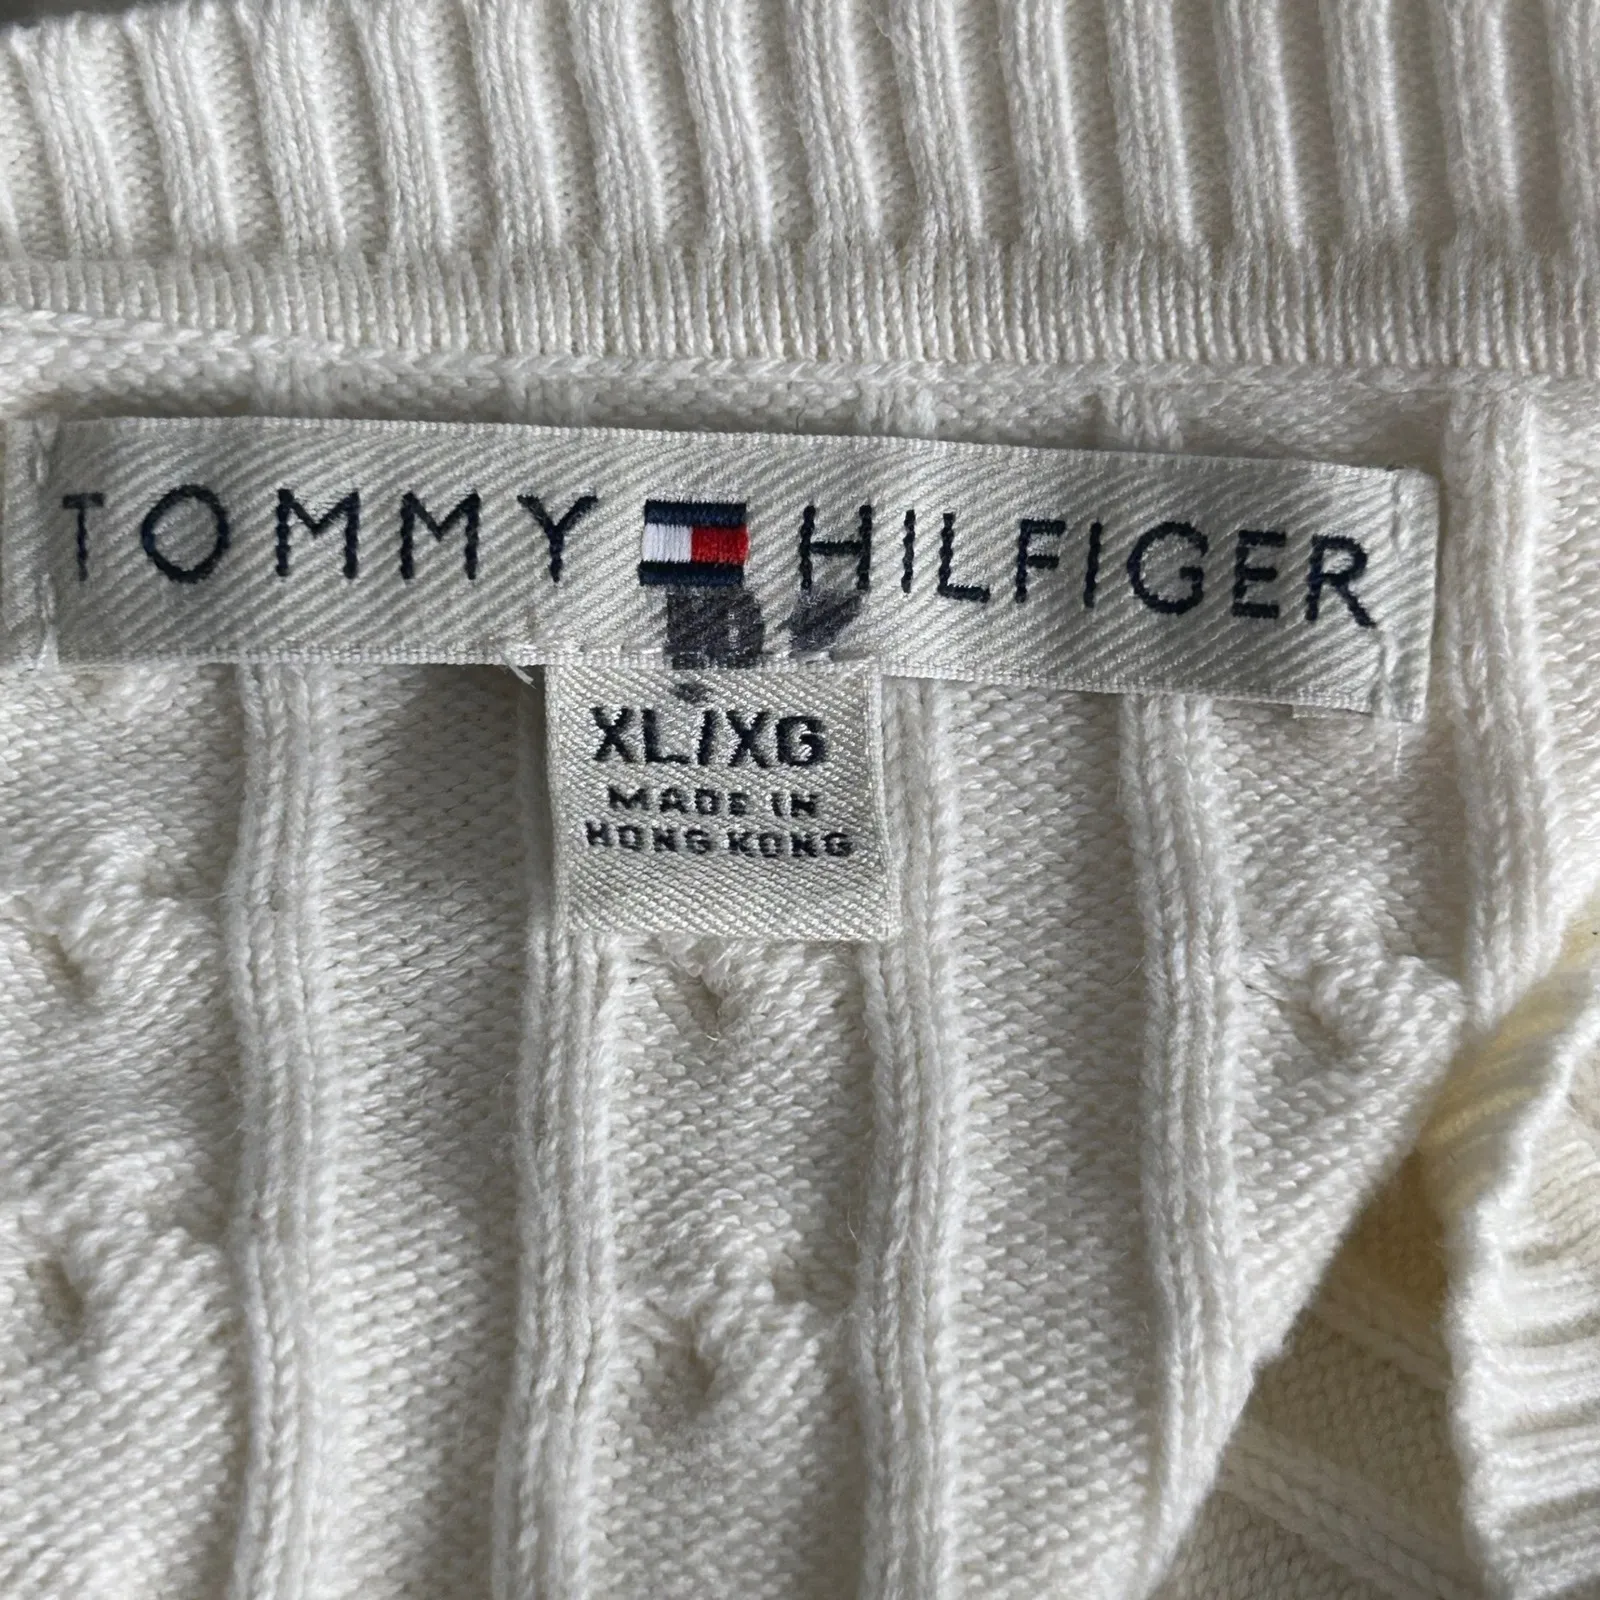 TOMMY HILFIGER
XL/XG
MADE IN
HONG KONG